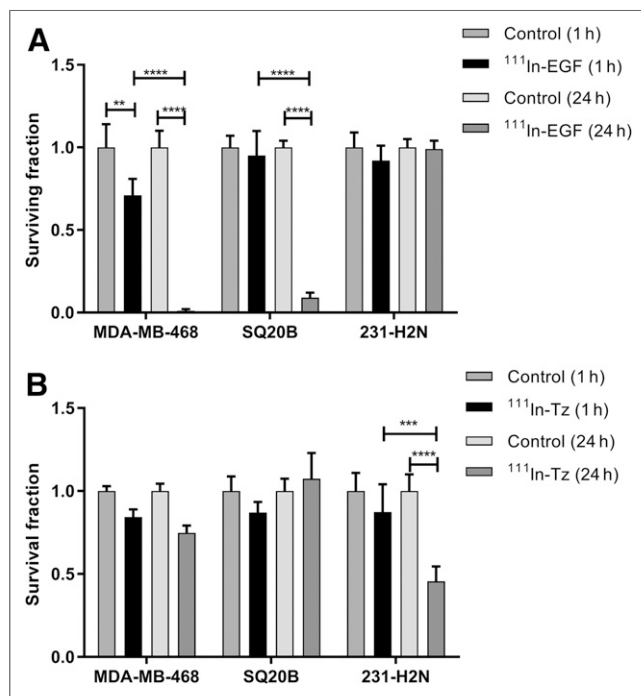 A
Control (1 h)
¹¹¹In-EGF (1 h)
Control (24 h)
¹¹¹In-EGF (24 h)
Surviving fraction
1.5
1.0
0.5
0.0
**
****
****
****
****
MDA-MB-468 SQ20B 231-H2N
B
Control (1 h)
¹¹¹In-Tz (1 h)
Control (24 h)
¹¹¹In-Tz (24 h)
Survival fraction
1.5
1.0
0.5
0.0
***
****
MDA-MB-468 SQ20B 231-H2N